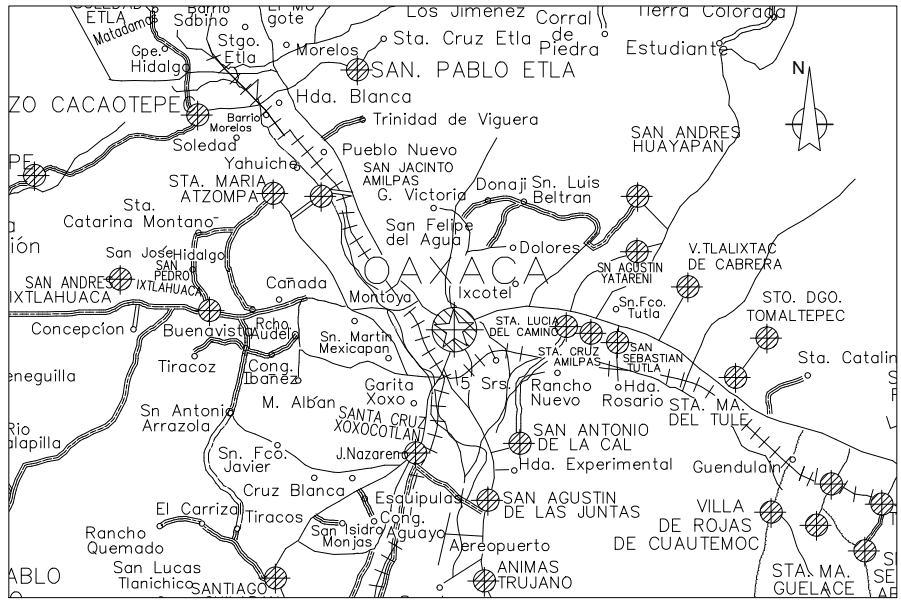 ETLA
Matadamas
Barrio
Sabino
gote
Los Jimenez
Corral
de
Piedra
Tierra Colorada
Gpe.
Hidalgo
Stgo.
Etla
Morelos
Sta. Cruz Etla
Estudiante
SAN. PABLO ETLA
N
ZO CACAOTEPEC
Hda. Blanca
Barrio
Morelos
Trinidad de Viguera
SAN ANDRES
HUAYAPAN
Soledad
Pueblo Nuevo
Yahuiche
SAN JACINTO
AMILPAS
PE
STA. MARIA
ATZOMPA
G. Victoria
Donaji
Sn. Luis
Beltran
Sta.
Catarina Montano
San Felipe
del Agua
ión
San José
Hidalgo
Dolores
V.TLALIXTAC
DE CABRERA
SAN
PEDRO
IXTLAHUACA
OAXACA
SN AGUSTIN
YATARENI
SAN ANDRES
IXTLAHUACA
Cañada
Montoya
Ixcotel
Sn.Fco.
Tutla
STO. DGO.
TOMALTEPEC
Concepcíon
Buenavista
Rcho.
Audelo
Sn. Martin
Mexicapan
STA. LUCIA
DEL CAMINO
STA. CRUZ
AMILPAS
SAN
SEBASTIAN
TUTLA
Sta. Catarin
Tiracoz
Cong.
Ibañez
eneguilla
Garita
Xoxo
5 Srs.
Rancho
Nuevo
Hda.
Rosario
M. Alban
STA. MA.
DEL TULE
Sn Antonio
Arrazola
SANTA CRUZ
XOXOCOTLAN
Rio
alapilla
SAN ANTONIO
DE LA CAL
Sn. Fco.
Javier
J.Nazareno
Hda. Experimental
Guendulain
Cruz Blanca
Esquipulas
SAN AGUSTIN
DE LAS JUNTAS
VILLA
DE ROJAS
DE CUAUTEMOC
El Carrizal
Tiracos
Cong.
Aguayo
San Isidro
Monjas
Rancho
Quemado
Aereopuerto
San Lucas
Tlanichico
ABLO
SANTIAGO
ANIMAS
TRUJANO
STA. MA.
GUELACE